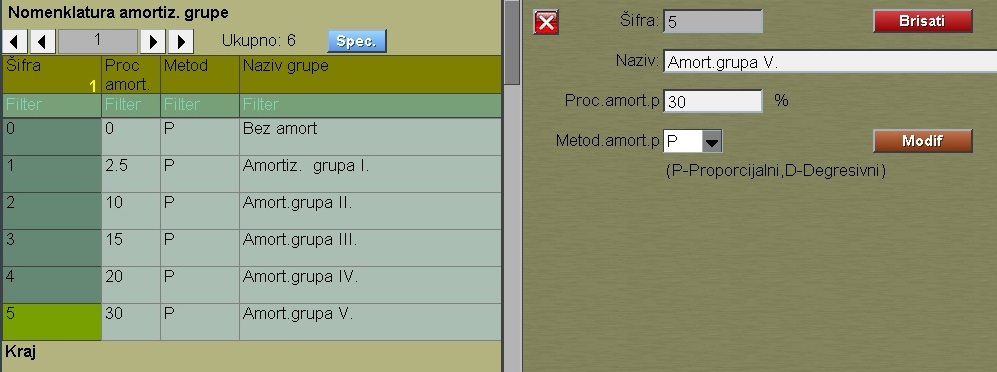 Nomenklatura amortiz. grupe
1 Ukupno: 6 Spec.
Šifra Proc Metod Naziv grupe
1 amort.
Filter Filter Filter Filter
0 0 P Bez amort
1 2.5 P Amortiz. grupa I.
2 10 P Amort.grupa II.
3 15 P Amort.grupa III.
4 20 P Amort.grupa IV.
5 30 P Amort.grupa V.
Kraj
Šifra: 5 Brisati
Naziv: Amort.grupa V.
Proc.amort.p 30 %
Metod.amort.p P Modif
(P-Proporcijalni,D-Degresivni)